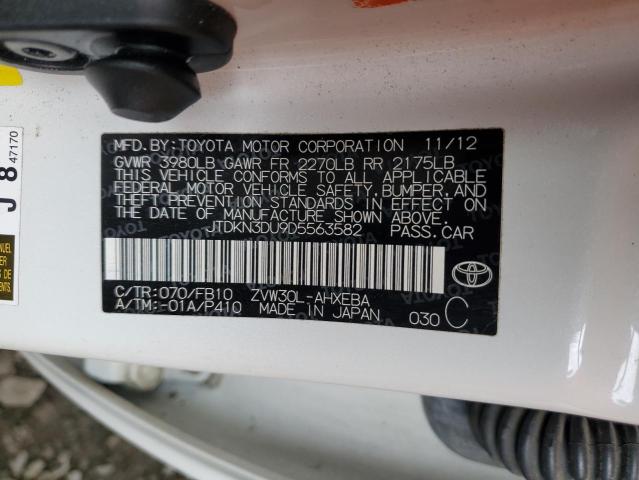 MFD. BY:TOYOTA MOTOR CORPORATION 11/12
GVWR 3980LB GAWR FR 2270LB RR 2175LB
THIS VEHICLE CONFORMS TO ALL APPLICABLE
FEDERAL MOTOR VEHICLE SAFETY, BUMPER, AND
THEFT PREVENTION STANDARDS IN EFFECT ON
THE DATE OF MANUFACTURE SHOWN ABOVE.
JTDKN3DU9D5563582 PASS.CAR
C/TR:070/FB10 ZVW30L-AHXEBA
A/TM:-01A/P410 MADE IN JAPAN 030 C
J 8 47170